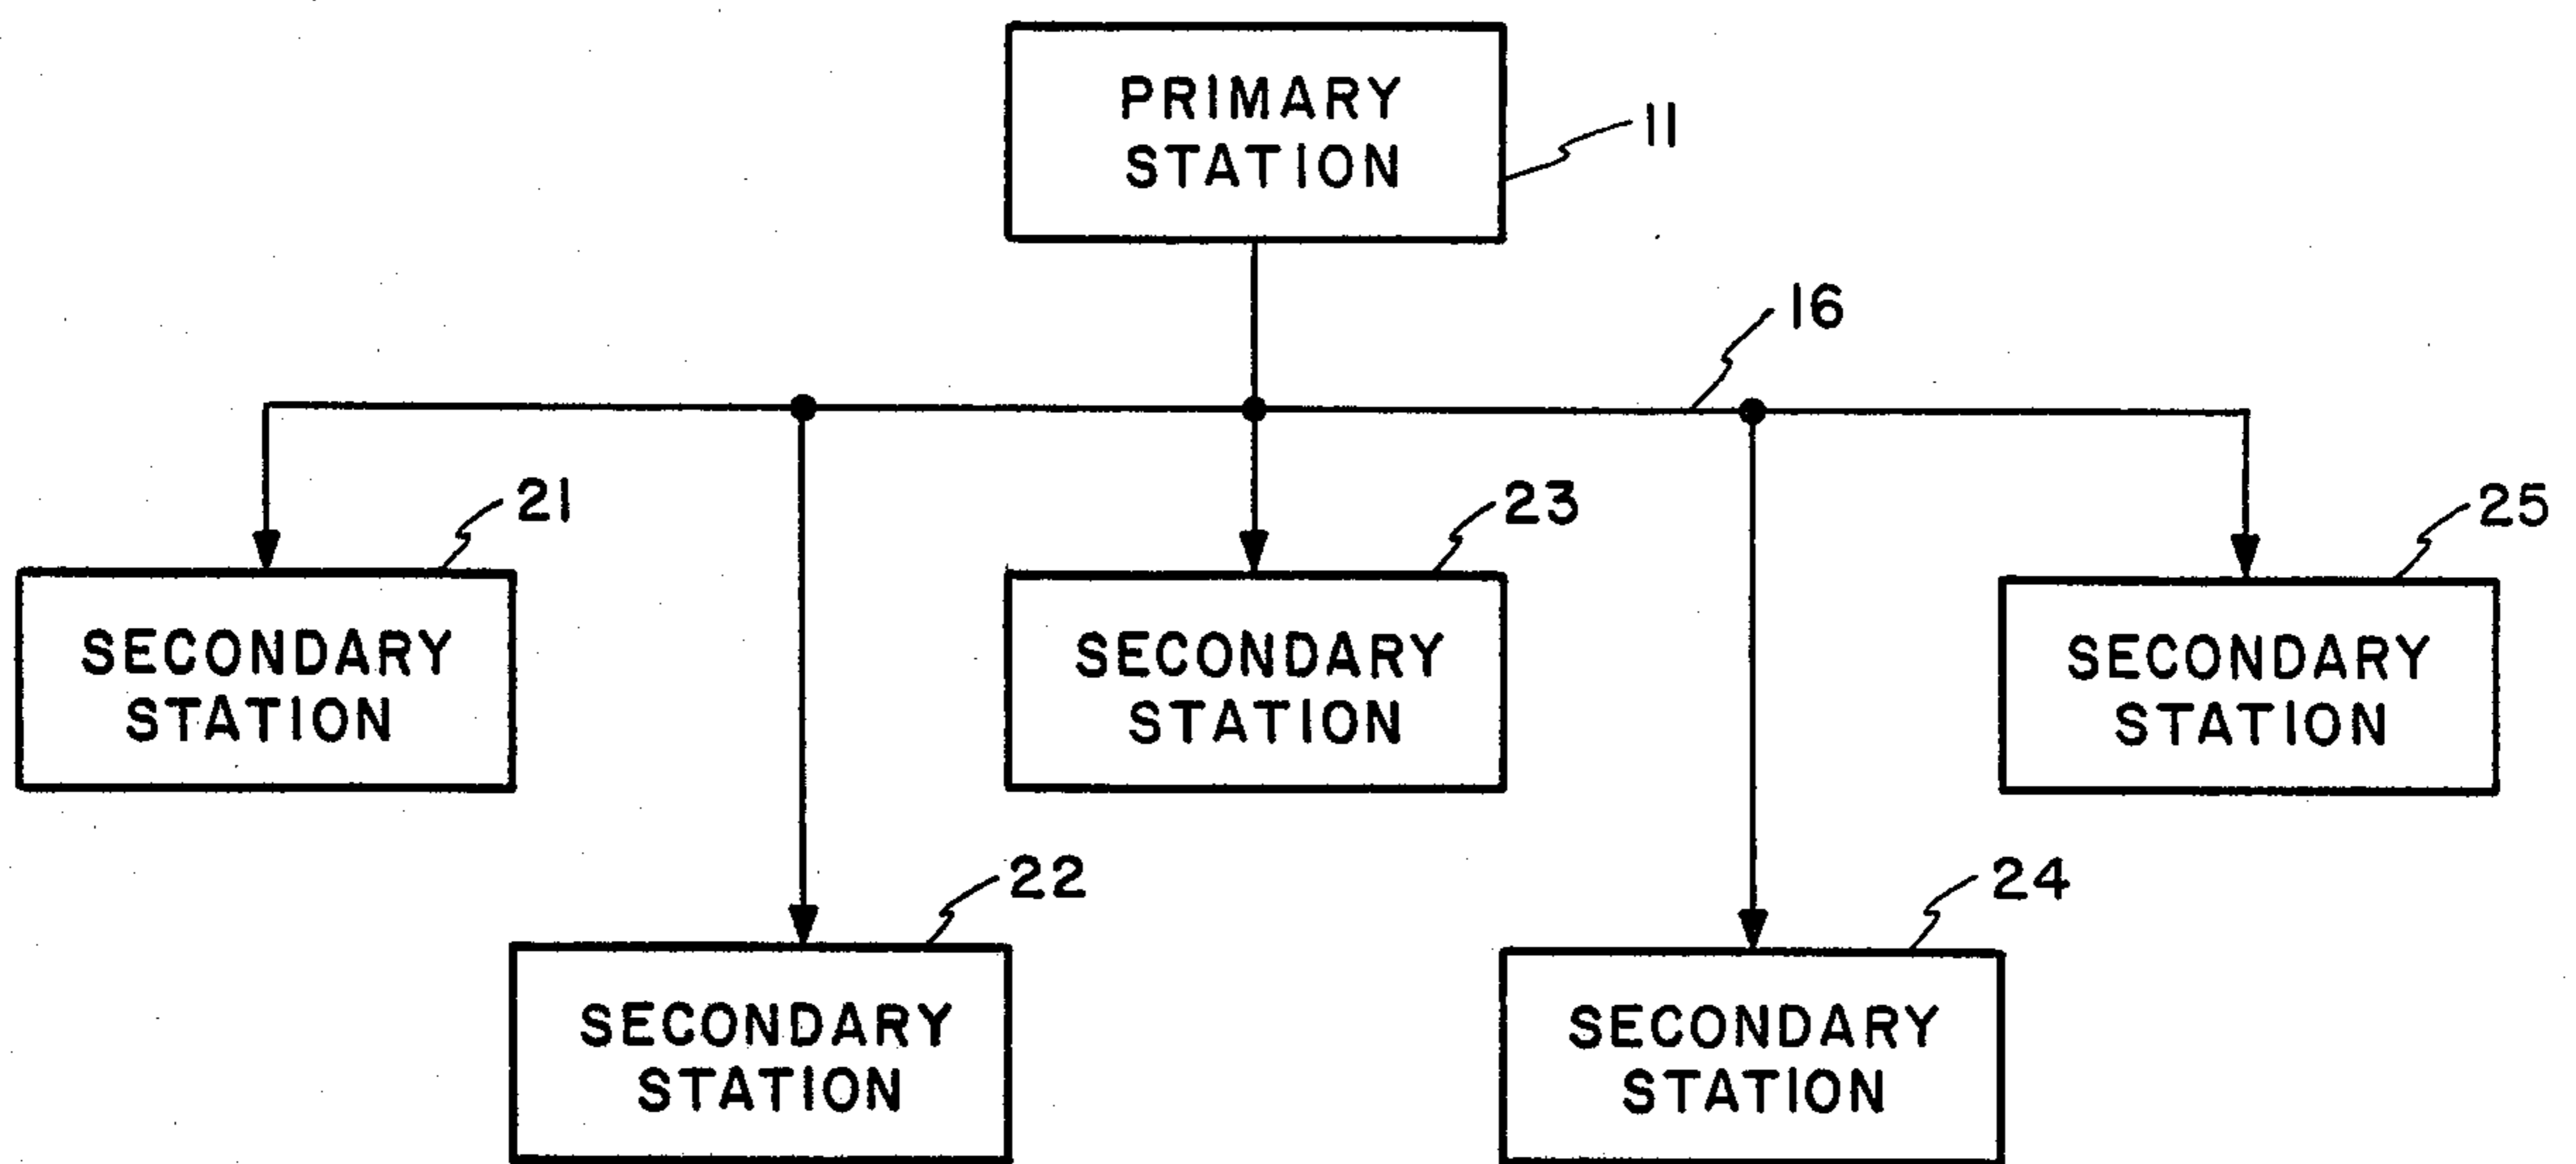 PRIMARY
STATION
11
16
21
23
25
SECONDARY
STATION
SECONDARY
STATION
SECONDARY
STATION
22
24
SECONDARY
STATION
SECONDARY
STATION